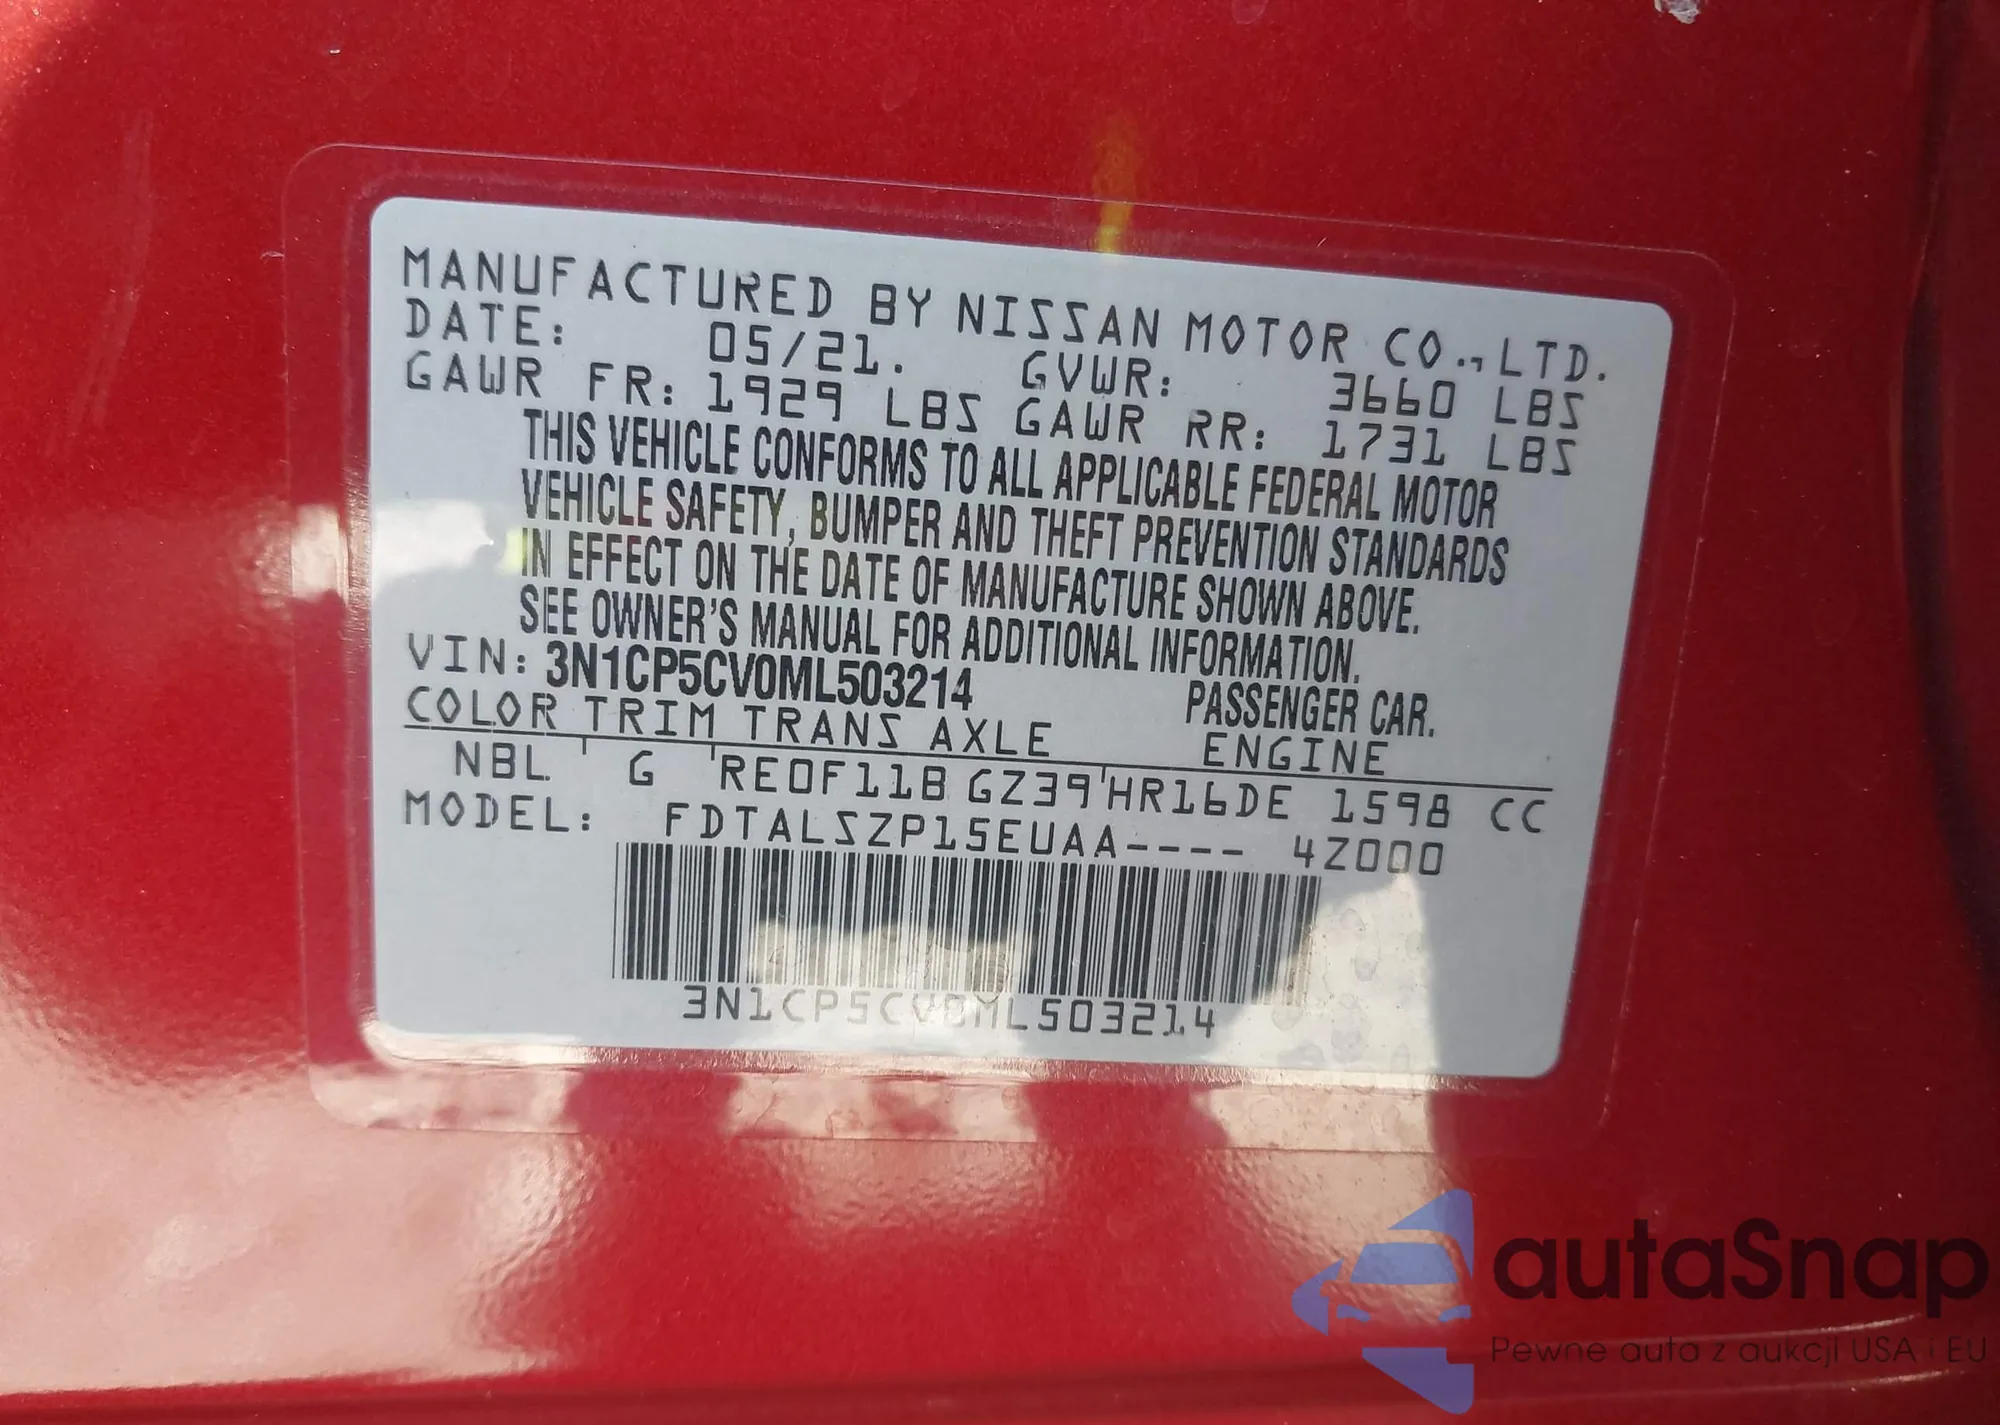 MANUFACTURED BY NISSAN MOTOR CO.,LTD.
DATE: 05/21. GVWR: 3660 LBS
GAWR FR: 1929 LBS GAWR RR: 1731 LBS
THIS VEHICLE CONFORMS TO ALL APPLICABLE FEDERAL MOTOR
VEHICLE SAFETY, BUMPER AND THEFT PREVENTION STANDARDS
IN EFFECT ON THE DATE OF MANUFACTURE SHOWN ABOVE.
SEE OWNER'S MANUAL FOR ADDITIONAL INFORMATION.
VIN: 3N1CP5CV0ML503214 PASSENGER CAR.
COLOR TRIM TRANS AXLE ENGINE
NBL G RE0F11B GZ39 HR16DE 1598 CC
MODEL: FDTALSZP15EUAA---- 4Z000
3N1CP5CV0ML503214
autaSnap
Pewne auta z aukcji USA i EU